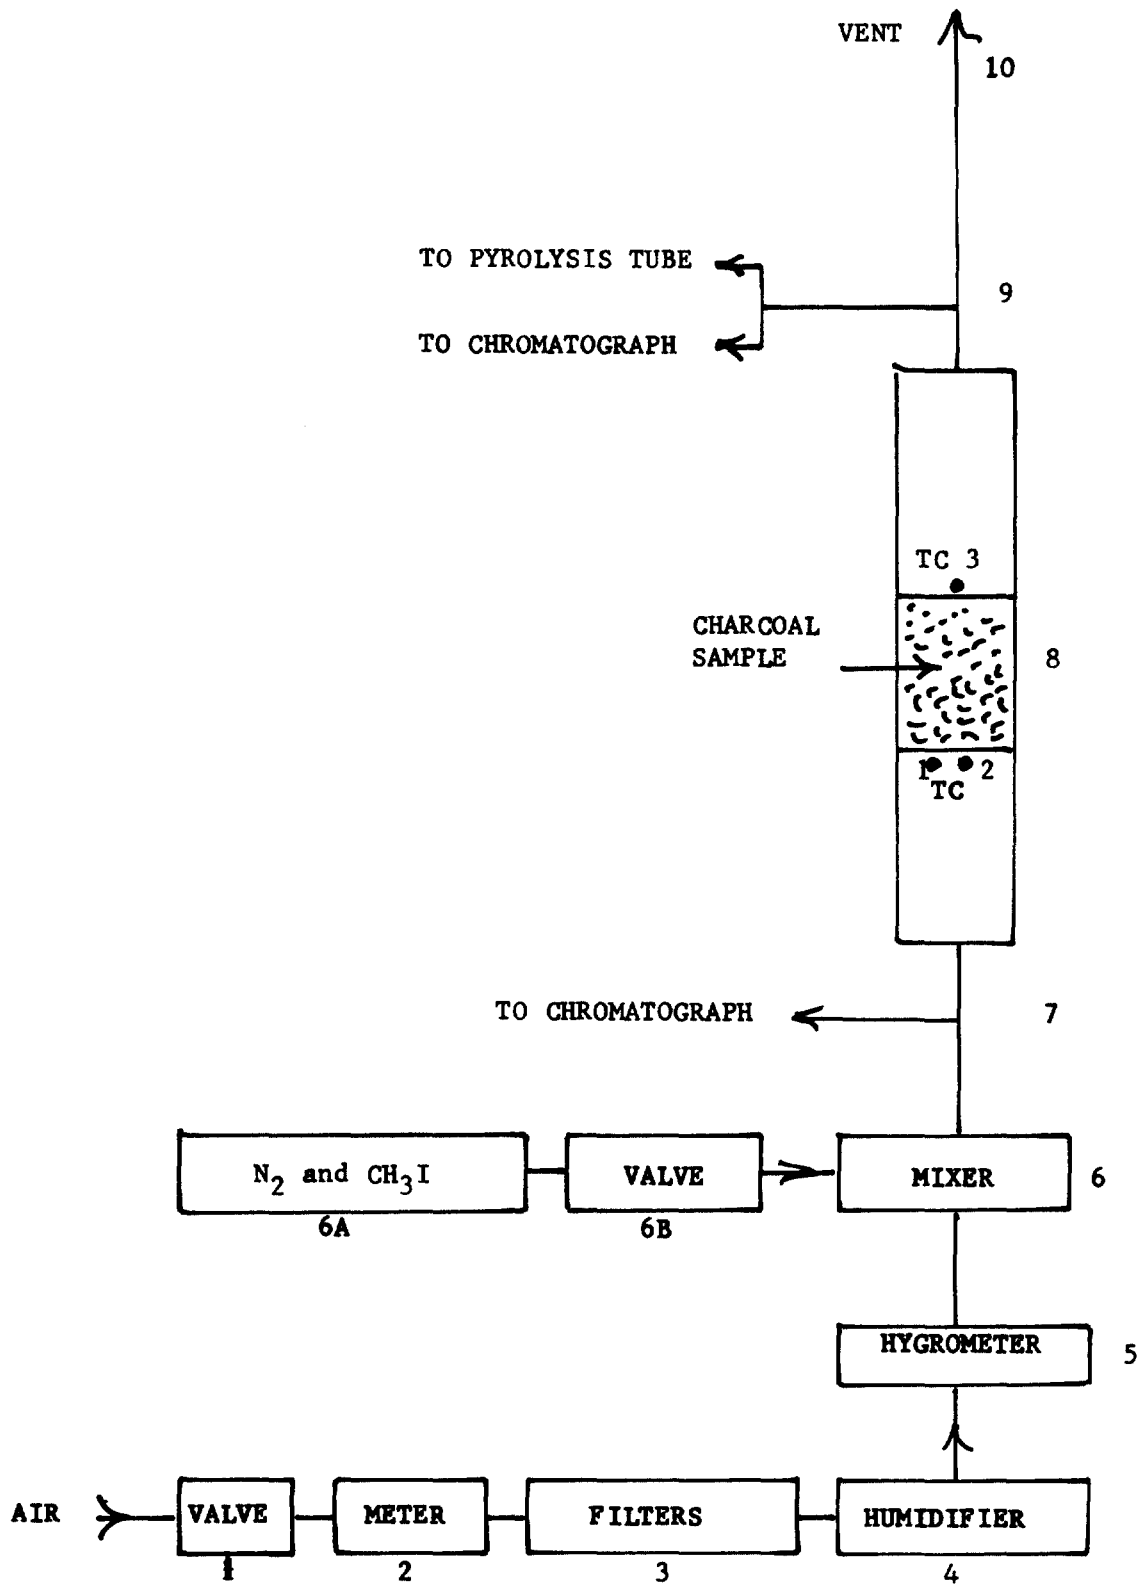 VENT
10
TO PYROLYSIS TUBE
9
TO CHROMATOGRAPH
TC 3
CHARCOAL
SAMPLE
8
1 2
TC
TO CHROMATOGRAPH
7
N2 and CH3I
VALVE
MIXER
6
6A
6B
HYGROMETER
5
AIR
VALVE
METER
FILTERS
HUMIDIFIER
1
2
3
4